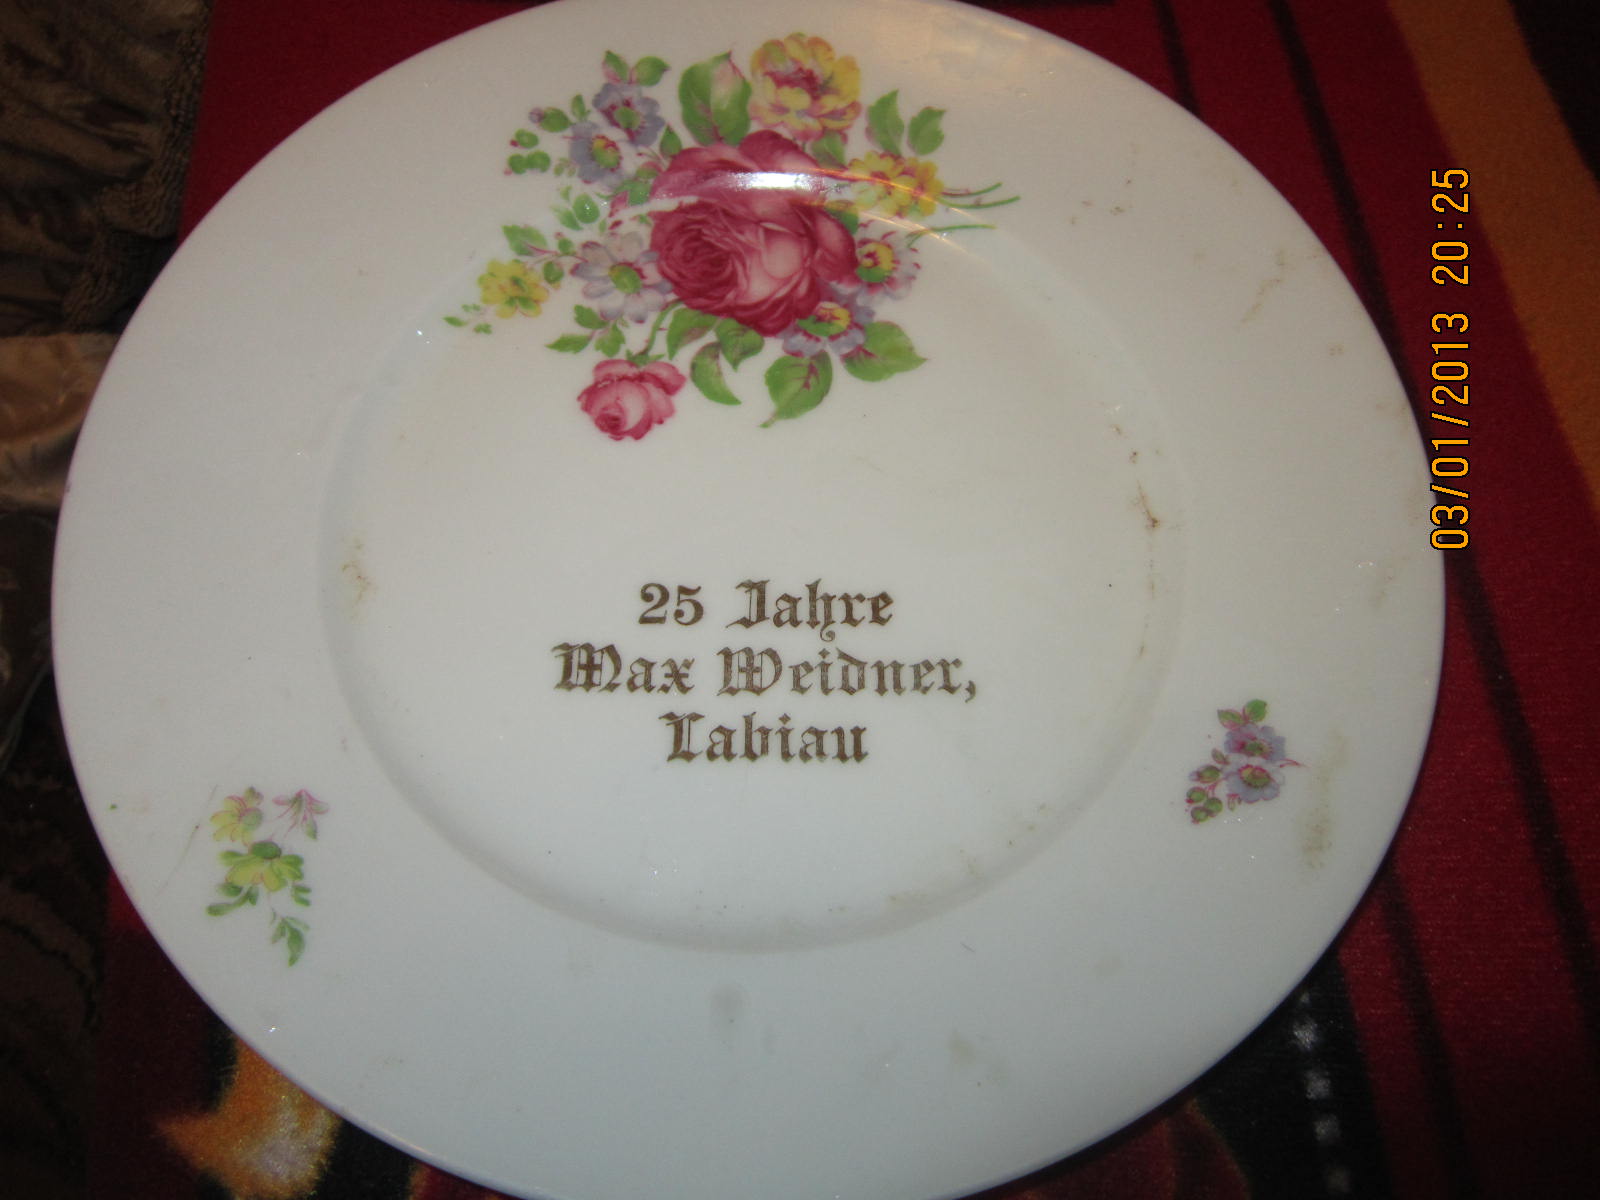 25 Jahre
Max Weidner,
Labiau
03/01/2013 20:25